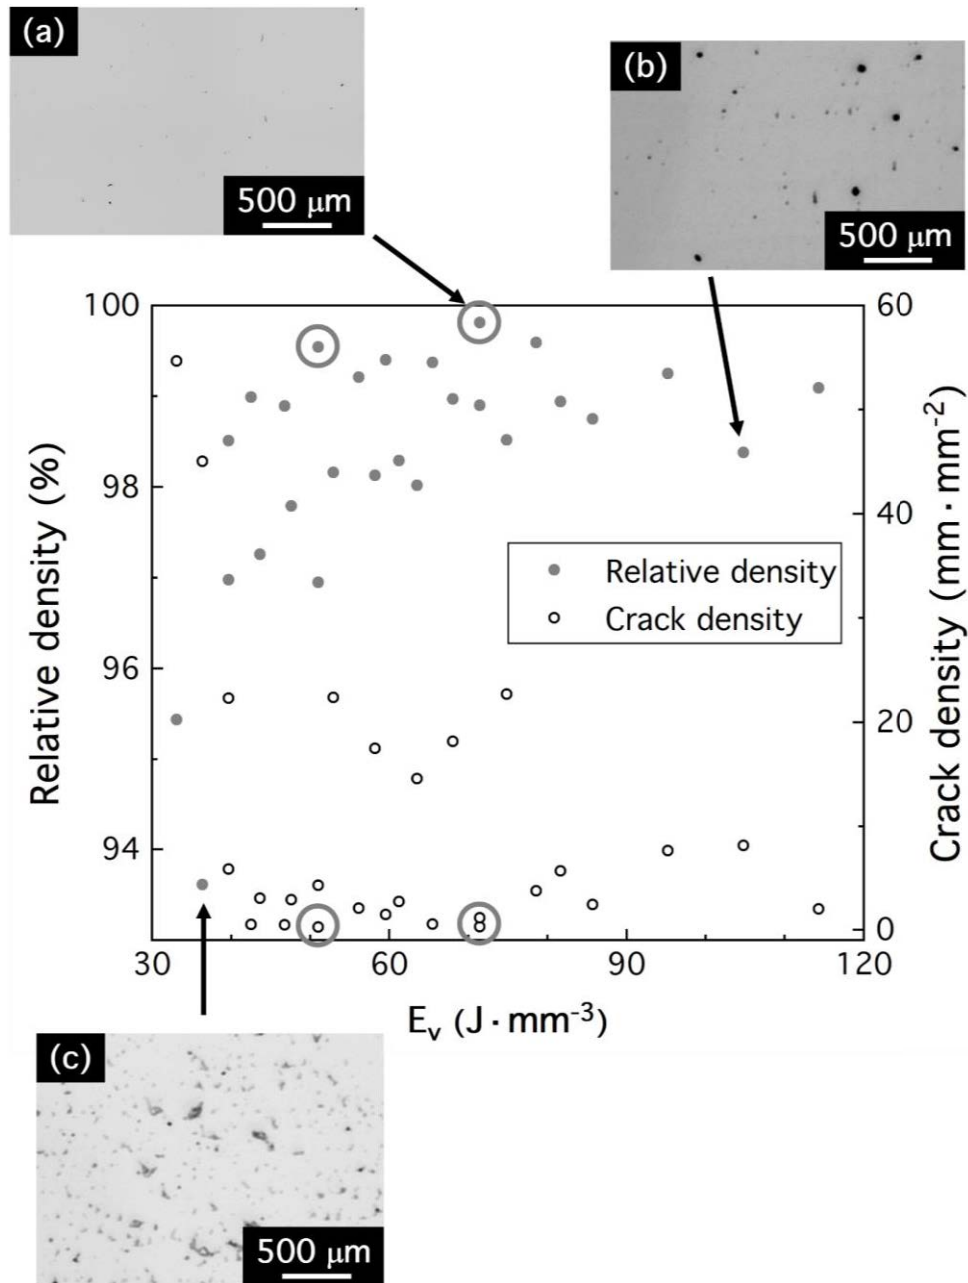 (a)
500 μm
(b)
500 μm
100
98
96
94
Relative density (%)
60
40
20
0
Crack density (mm·mm⁻²)
Relative density
Crack density
30
60
90
120
Eᵥ (J·mm⁻³)
(c)
500 μm